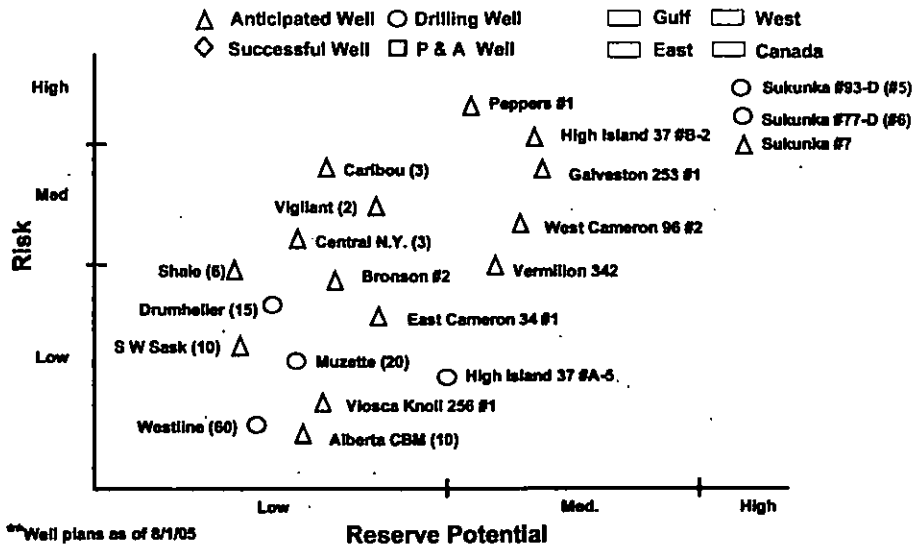 Anticipated Well Drilling Well Gulf West
Successful Well P & A Well East Canada
High
Sukunka #93-D (#5)
Peppers #1
Sukunka #77-D (#6)
High Island 37 #B-2
Sukunka #7
Caribou (3)
Galveston 253 #1
Med
Vigilant (2)
West Cameron 96 #2
Risk
Central N.Y. (3)
Shale (6)
Bronson #2
Vermilion 342
Drumheller (15)
East Cameron 34 #1
S W Sask (10)
Low
Muzette (20)
High Island 37 #A-5
Viosca Knoll 256 #1
Westline (60)
Alberta CBM (10)
Low Med. High
**Well plans as of 8/1/05
Reserve Potential